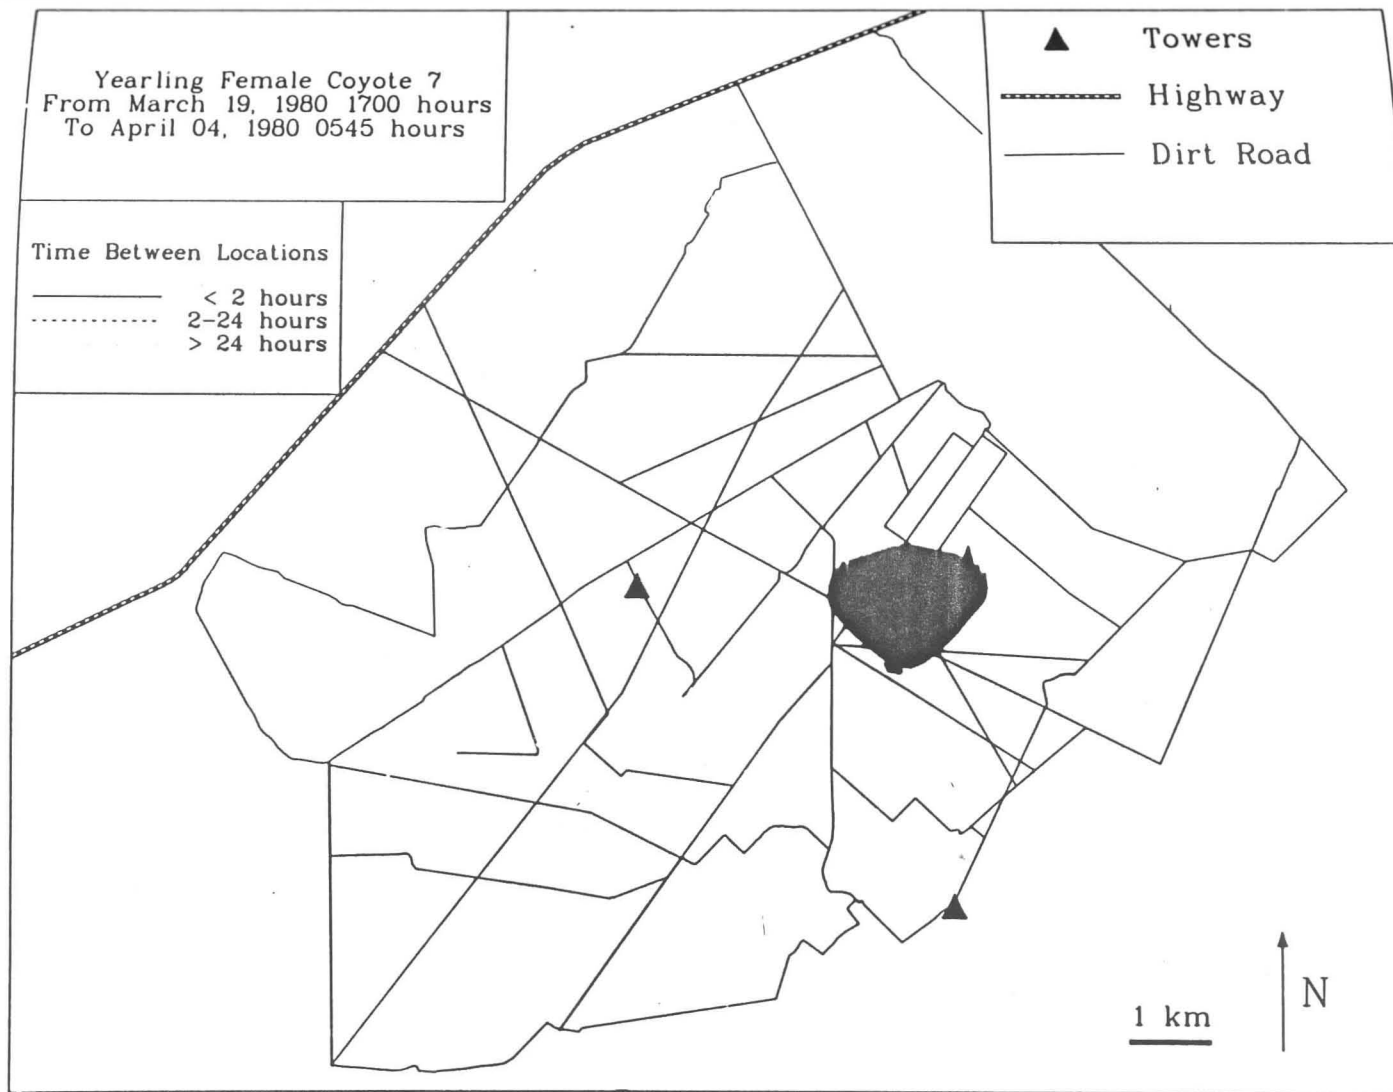 Yearling Female Coyote 7
From March 19, 1980 1700 hours
To April 04, 1980 0545 hours
Time Between Locations
< 2 hours
2-24 hours
> 24 hours
Towers
Highway
Dirt Road
N
1 km